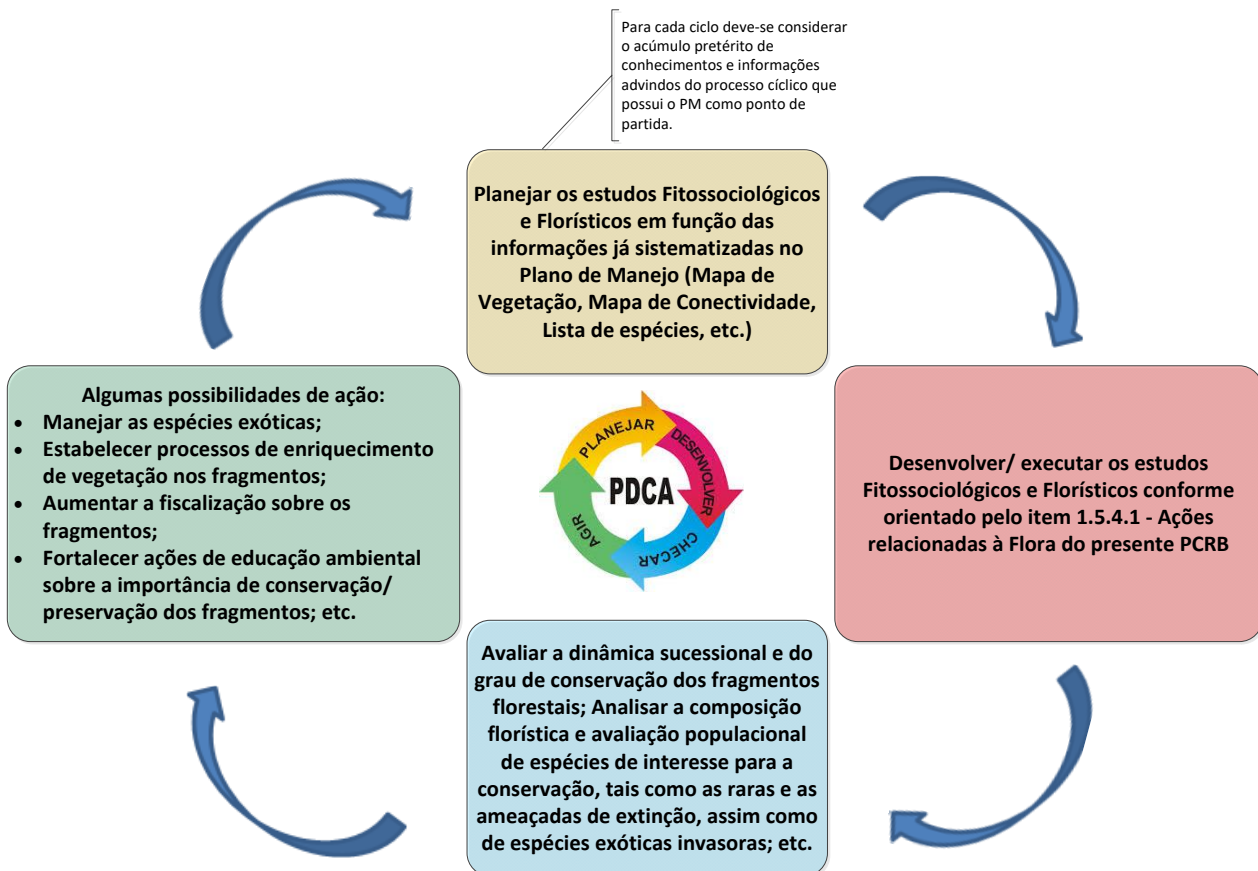 Para cada ciclo deve-se considerar
o acúmulo pretérito de
conhecimentos e informações
advindos do processo cíclico que
possui o PM como ponto de
partida.
Planejar os estudos Fitossociológicos
e Florísticos em função das
informações já sistematizadas no
Plano de Manejo (Mapa de
Vegetação, Mapa de Conectividade,
Lista de espécies, etc.)
Desenvolver/ executar os estudos
Fitossociológicos e Florísticos conforme
orientado pelo item 1.5.4.1 - Ações
relacionadas à Flora do presente PCRB
Avaliar a dinâmica sucessional e do
grau de conservação dos fragmentos
florestais; Analisar a composição
florística e avaliação populacional
de espécies de interesse para a
conservação, tais como as raras e as
ameaçadas de extinção, assim como
de espécies exóticas invasoras; etc.
Algumas possibilidades de ação:
• Manejar as espécies exóticas;
• Estabelecer processos de enriquecimento
de vegetação nos fragmentos;
• Aumentar a fiscalização sobre os
fragmentos;
• Fortalecer ações de educação ambiental
sobre a importância de conservação/
preservação dos fragmentos; etc.
PLANEJAR
DESENVOLVER
CHECAR
AGIR
PDCA